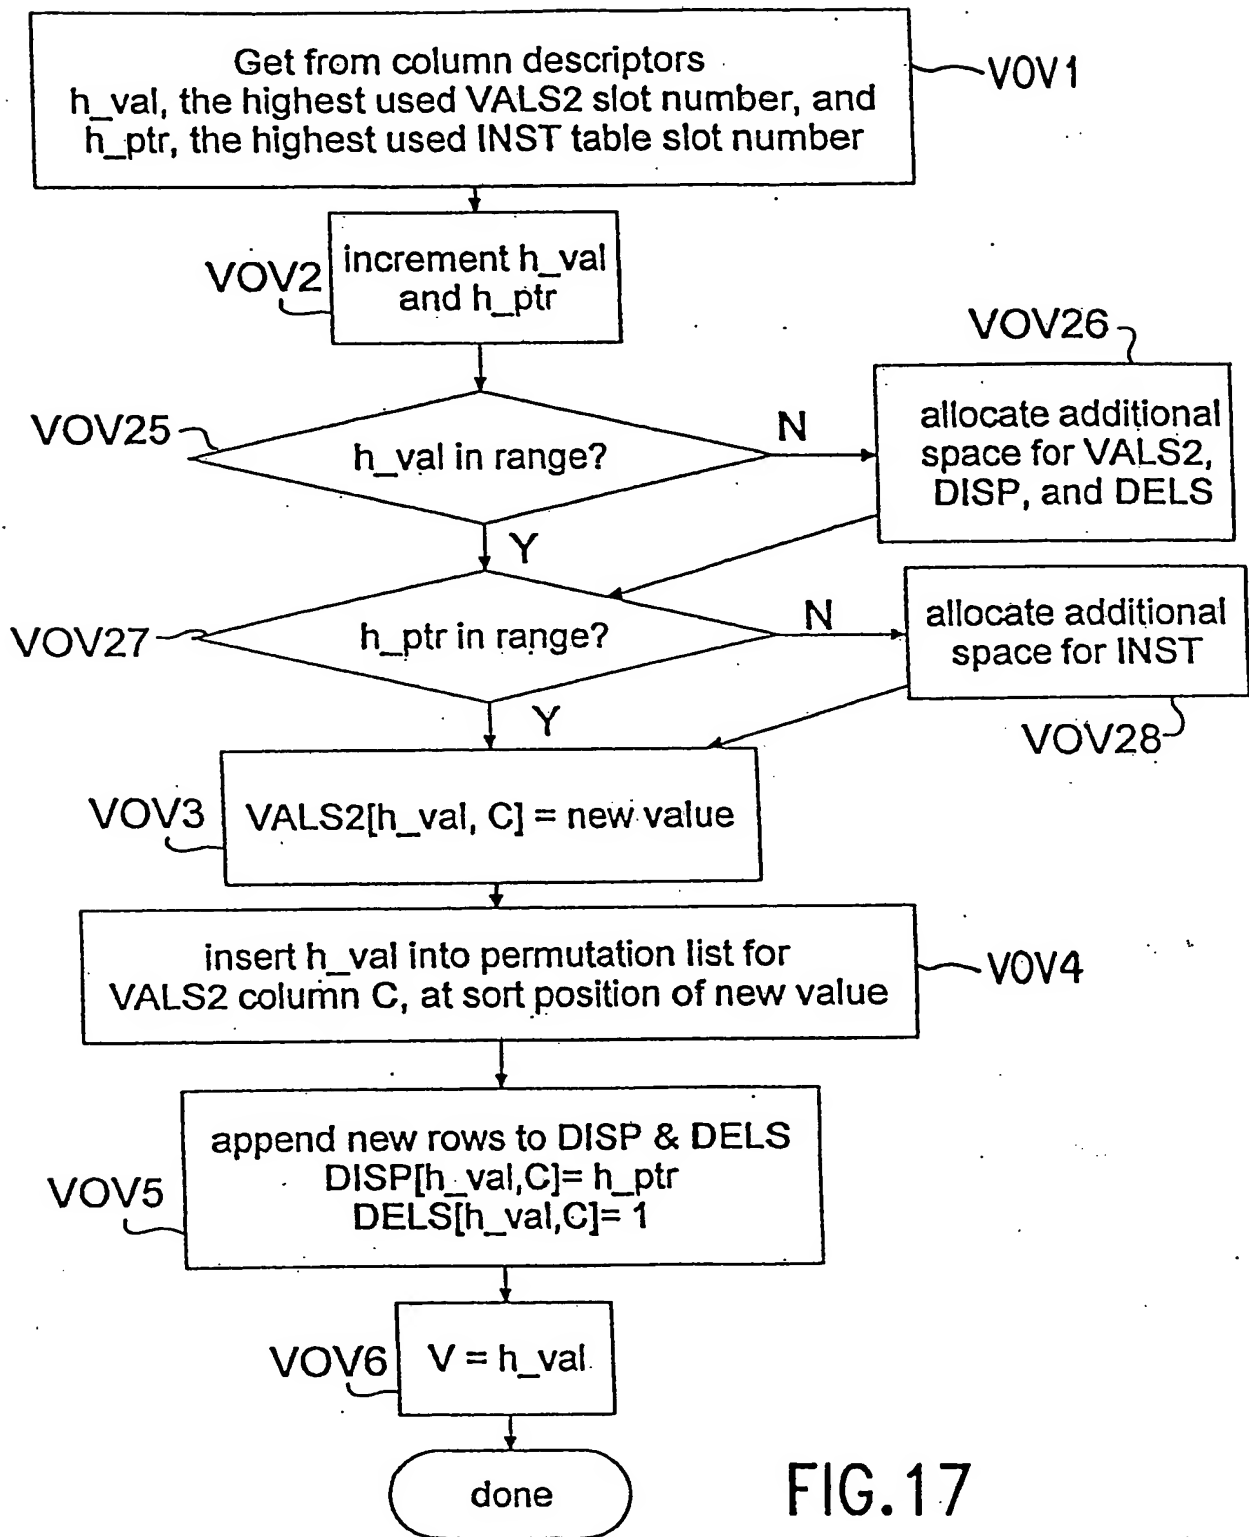 Get from column descriptors
h_val, the highest used VALS2 slot number, and
h_ptr, the highest used INST table slot number
VOV1
VOV2
increment h_val
and h_ptr
VOV26
VOV25
h_val in range?
N
allocate additional
space for VALS2,
DISP, and DELS
Y
VOV27
h_ptr in range?
N
allocate additional
space for INST
Y
VOV28
VOV3
VALS2[h_val, C] = new value
insert h_val into permutation list for
VALS2 column C, at sort position of new value
VOV4
append new rows to DISP & DELS
DISP[h_val,C]= h_ptr
DELS[h_val,C]= 1
VOV5
VOV6
V = h_val
done
FIG.17